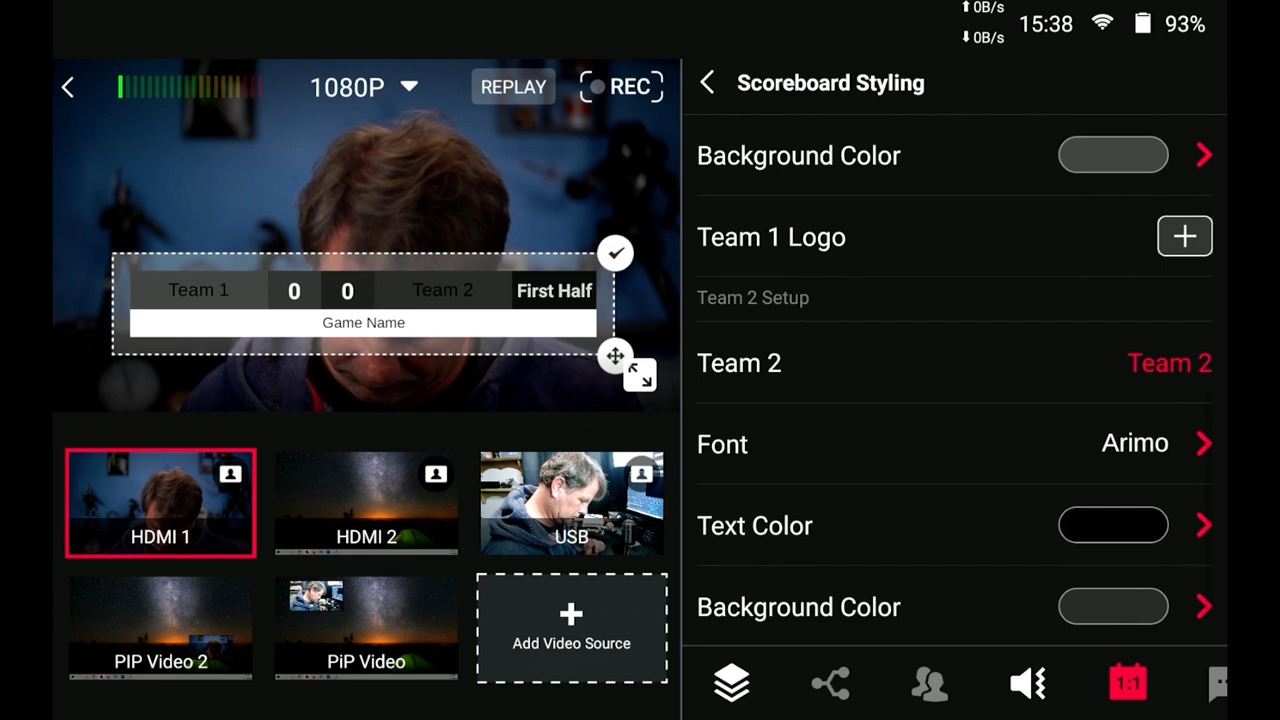 0B/s
0B/s
15:38
93%
1080P
REPLAY
REC
Team 1
0
0
Team 2
First Half
Game Name
HDMI 1
HDMI 2
USB
PIP Video 2
PiP Video
Add Video Source
Scoreboard Styling
Background Color
Team 1 Logo
Team 2 Setup
Team 2
Team 2
Font
Arimo
Text Color
Background Color
1:1